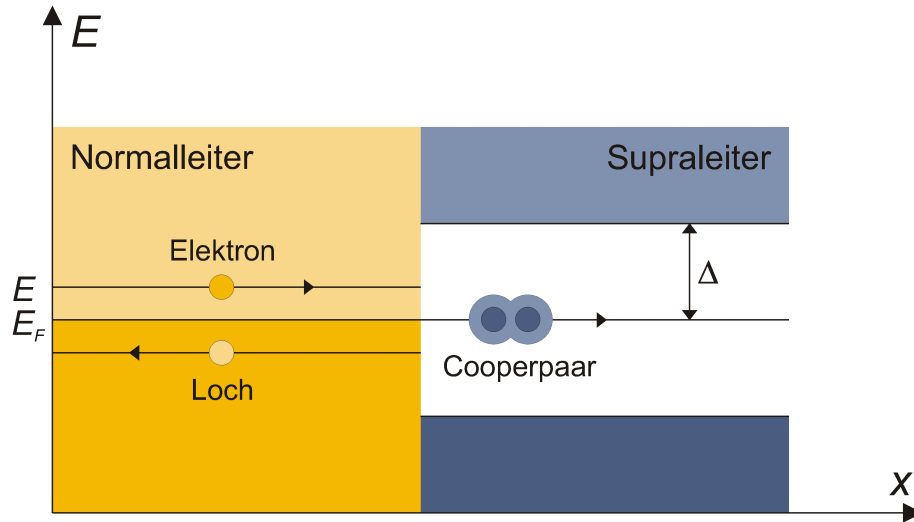 E
Normalleiter
Supraleiter
Elektron
Δ
E
E_F
Cooperpaar
Loch
x